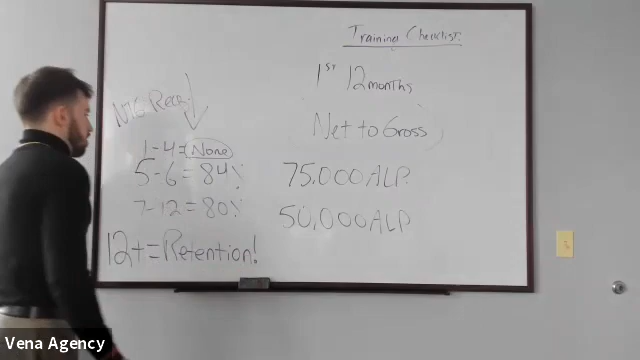 Training Checklist:
1st 12 months
Net to Gross
75,000 ALP
50,000 ALP
NTG Recs.
1-4 = None
5-6 = 84%
7-12 = 80%
12+ = Retention!
Vena Agency